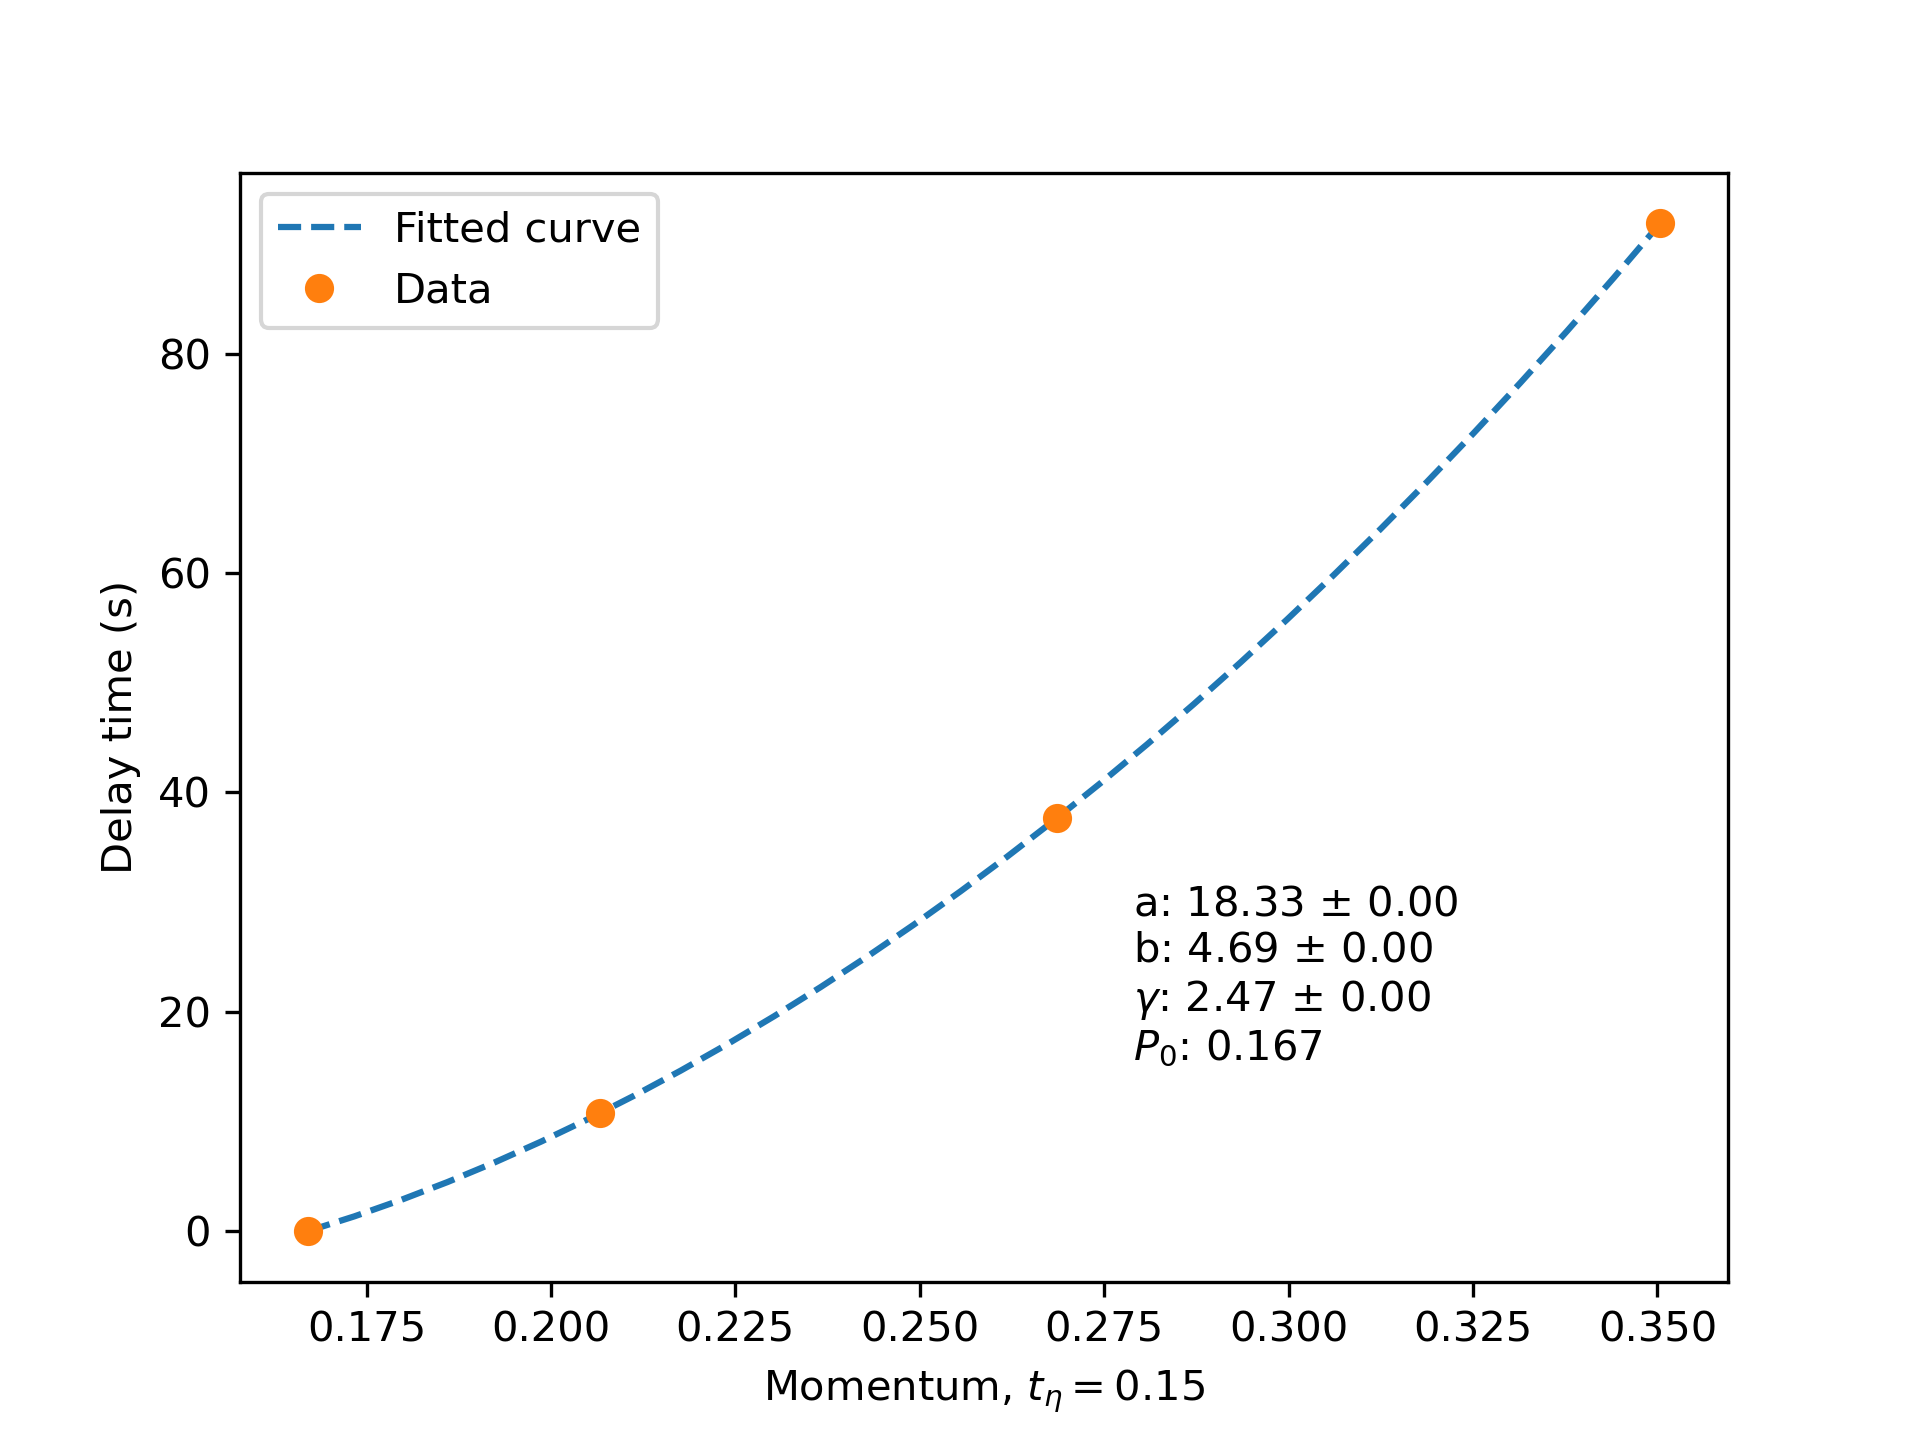 Fitted curve
Data
80
60
40
20
0
Delay time (s)
a: 18.33 ± 0.00
b: 4.69 ± 0.00
γ: 2.47 ± 0.00
P₀: 0.167
0.175 0.200 0.225 0.250 0.275 0.300 0.325 0.350
Momentum, t_η = 0.15